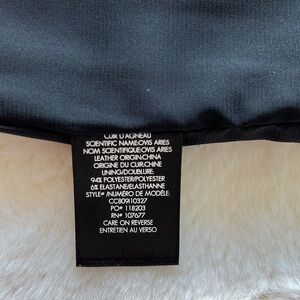 CUIR D'AGNEAU
SCIENTIFIC NAME:OVIS ARIES
NOM SCIENTIFIQUE:OVIS ARIES
LEATHER ORIGIN:CHINA
ORIGINE DU CUIR:CHINE
LINING/DOUBLURE:
94% POLYESTER/POLYESTER
6% ELASTANE/ELASTHANNE
STYLE#/NUMÉRO DE MODÈLE:
CC809I10327
PO# 118203
RN# 107677
CARE ON REVERSE
ENTRETIEN AU VERSO